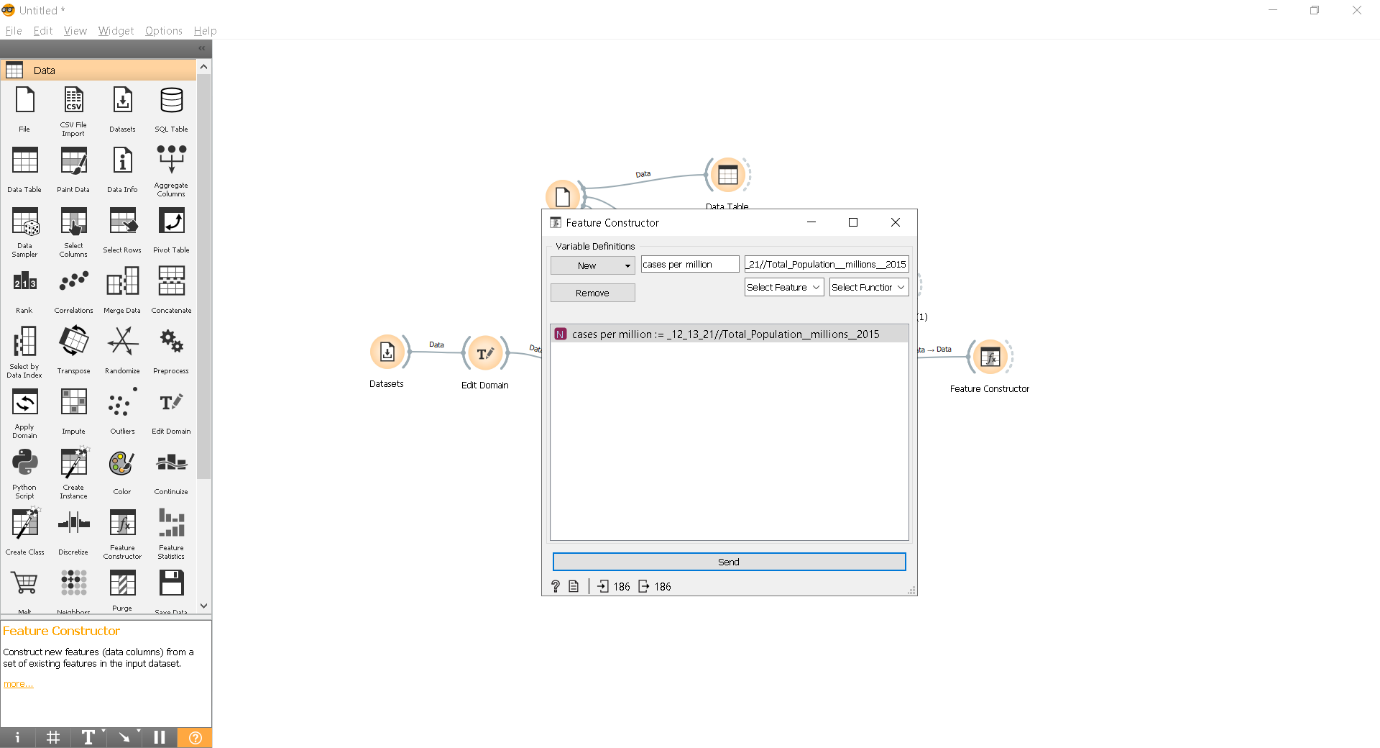 Untitled *
File Edit View Widget Options Help
«
Data
File
CSV File Import
Datasets
SQL Table
Data Table
Paint Data
Data Info
Aggregate Columns
Data Sampler
Select Columns
Select Rows
Pivot Table
Rank
Correlations
Merge Data
Concatenate
Select by Data Index
Transpose
Randomize
Preprocess
Apply Domain
Impute
Outliers
Edit Domain
Python Script
Create Instance
Color
Continuize
Create Class
Discretize
Feature Constructor
Feature Statistics
Melt
Neighbors
Purge
Save Data
Feature Constructor
Construct new features (data columns) from a
set of existing features in the input dataset.
more...
Data
Data Table
Data
Datasets
Edit Domain
Data
(1)
ata → Data
Feature Constructor
Feature Constructor
Variable Definitions
New
cases per million
_21//Total_Population__millions__2015
Remove
Select Feature
Select Function
N cases per million := _12_13_21//Total_Population__millions__2015
Send
? 186 186